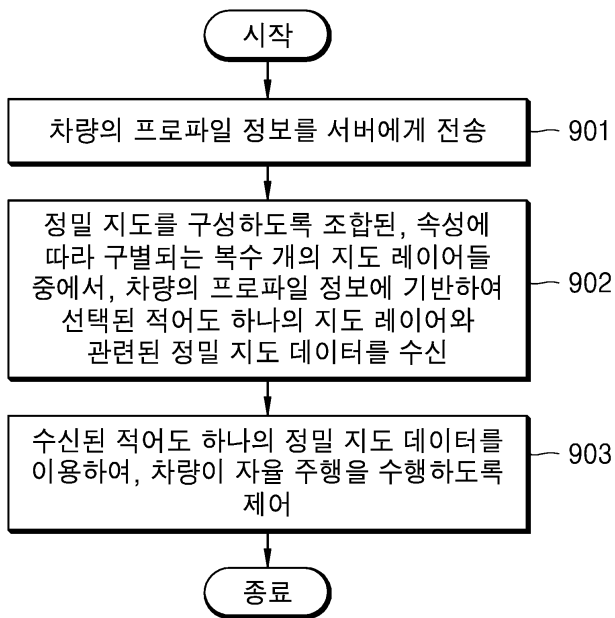 시작
차량의 프로파일 정보를 서버에게 전송
901
정밀 지도를 구성하도록 조합된, 속성에
따라 구별되는 복수 개의 지도 레이어들
중에서, 차량의 프로파일 정보에 기반하여
선택된 적어도 하나의 지도 레이어와
관련된 정밀 지도 데이터를 수신
902
수신된 적어도 하나의 정밀 지도 데이터를
이용하여, 차량이 자율 주행을 수행하도록
제어
903
종료